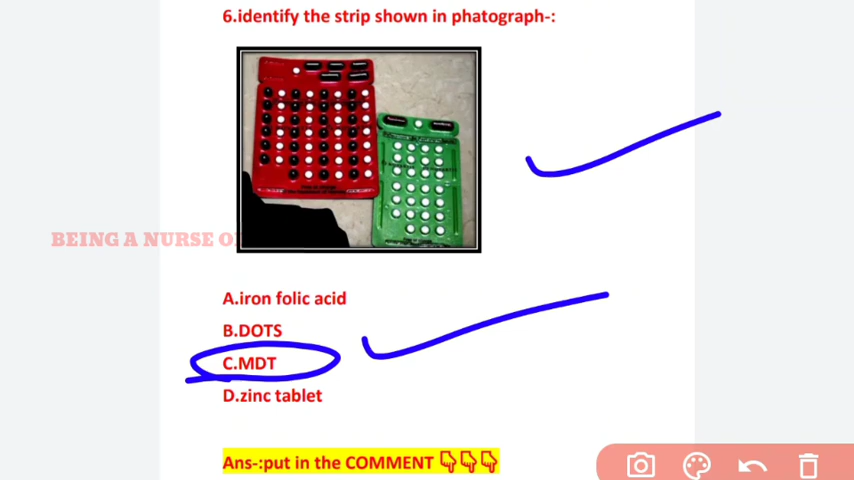 6.identify the strip shown in phatograph-:
BEING A NURSE O
A.iron folic acid
B.DOTS
C.MDT
D.zinc tablet
Ans-:put in the COMMENT 👇👇👇